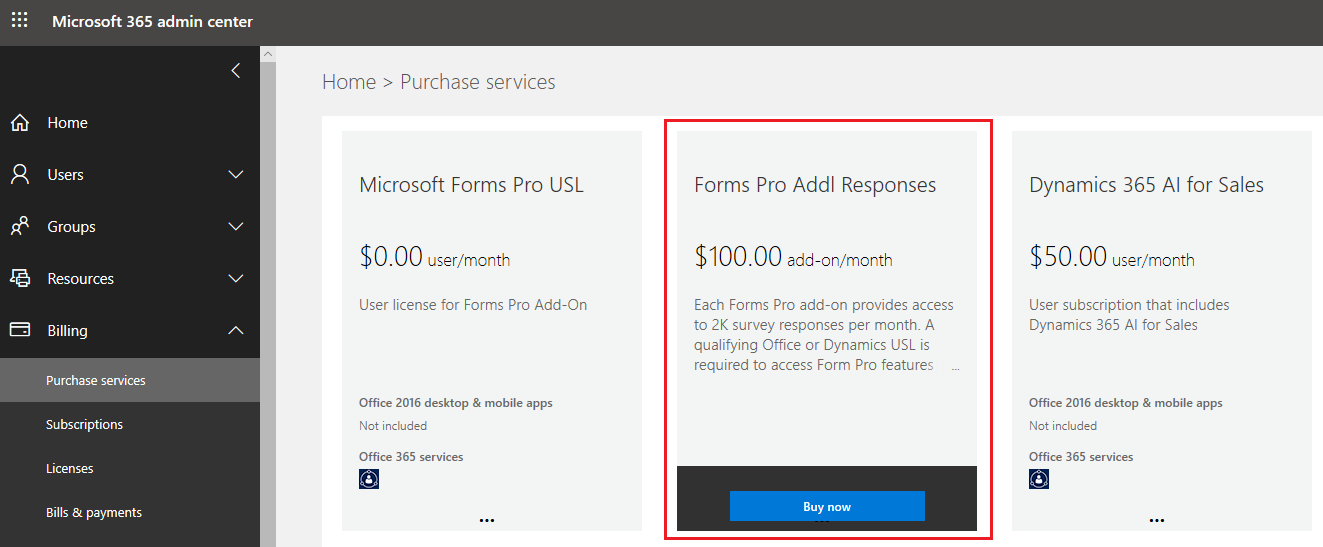 Microsoft 365 admin center
Home
Users
Groups
Resources
Billing
Purchase services
Subscriptions
Licenses
Bills & payments
Home > Purchase services
Microsoft Forms Pro USL
$0.00 user/month
User license for Forms Pro Add-On
Office 2016 desktop & mobile apps
Not included
Office 365 services
...
Forms Pro Addl Responses
$100.00 add-on/month
Each Forms Pro add-on provides access
to 2K survey responses per month. A
qualifying Office or Dynamics USL is
required to access Form Pro features ...
Buy now
Dynamics 365 AI for Sales
$50.00 user/month
User subscription that includes
Dynamics 365 AI for Sales
Office 2016 desktop & mobile apps
Not included
Office 365 services
...